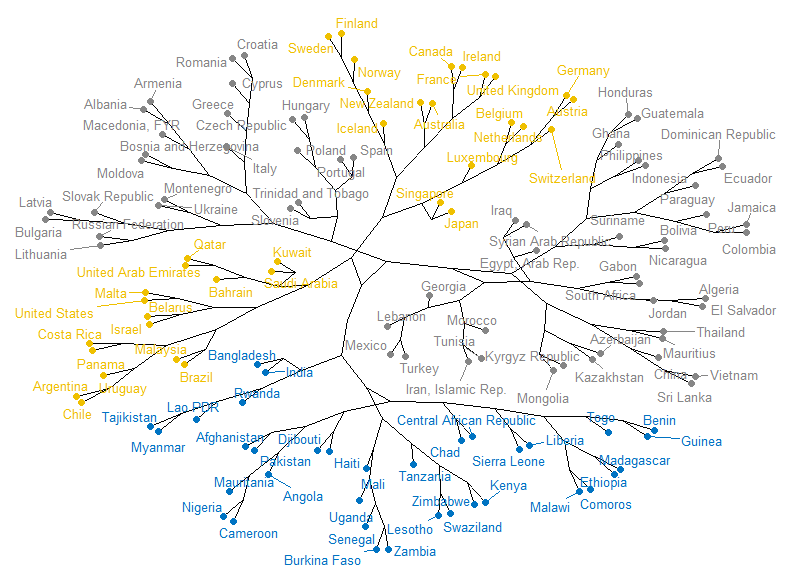 Finland
Sweden
Croatia
Romania
Norway
Canada
Ireland
France
Germany
Denmark
United Kingdom
Armenia
Cyprus
Honduras
Albania
Greece
Hungary
New Zealand
Belgium
Austria
Guatemala
Macedonia, FYR
Czech Republic
Iceland
Australia
Netherlands
Ghana
Dominican Republic
Bosnia and Herzegovina
Poland
Spain
Luxembourg
Philippines
Moldova
Italy
Portugal
Switzerland
Indonesia
Ecuador
Slovak Republic
Montenegro
Trinidad and Tobago
Singapore
Paraguay
Latvia
Ukraine
Slovenia
Iraq
Suriname
Jamaica
Bulgaria
Russian Federation
Japan
Syrian Arab Republic
Bolivia
Peru
Lithuania
Qatar
Kuwait
Egypt, Arab Rep.
Nicaragua
Colombia
United Arab Emirates
Saudi Arabia
Gabon
Malta
Bahrain
Georgia
South Africa
Algeria
United States
Belarus
Jordan
El Salvador
Israel
Lebanon
Morocco
Costa Rica
Mexico
Tunisia
Azerbaijan
Thailand
Malaysia
Bangladesh
Kyrgyz Republic
Mauritius
Panama
Brazil
India
Turkey
Kazakhstan
China
Vietnam
Argentina
Uruguay
Rwanda
Iran, Islamic Rep.
Mongolia
Sri Lanka
Chile
Lao PDR
Tajikistan
Central African Republic
Togo
Benin
Myanmar
Afghanistan
Djibouti
Chad
Liberia
Guinea
Pakistan
Haiti
Sierra Leone
Madagascar
Mauritania
Angola
Mali
Tanzania
Kenya
Ethiopia
Nigeria
Zimbabwe
Malawi
Comoros
Cameroon
Uganda
Lesotho
Swaziland
Senegal
Burkina Faso
Zambia